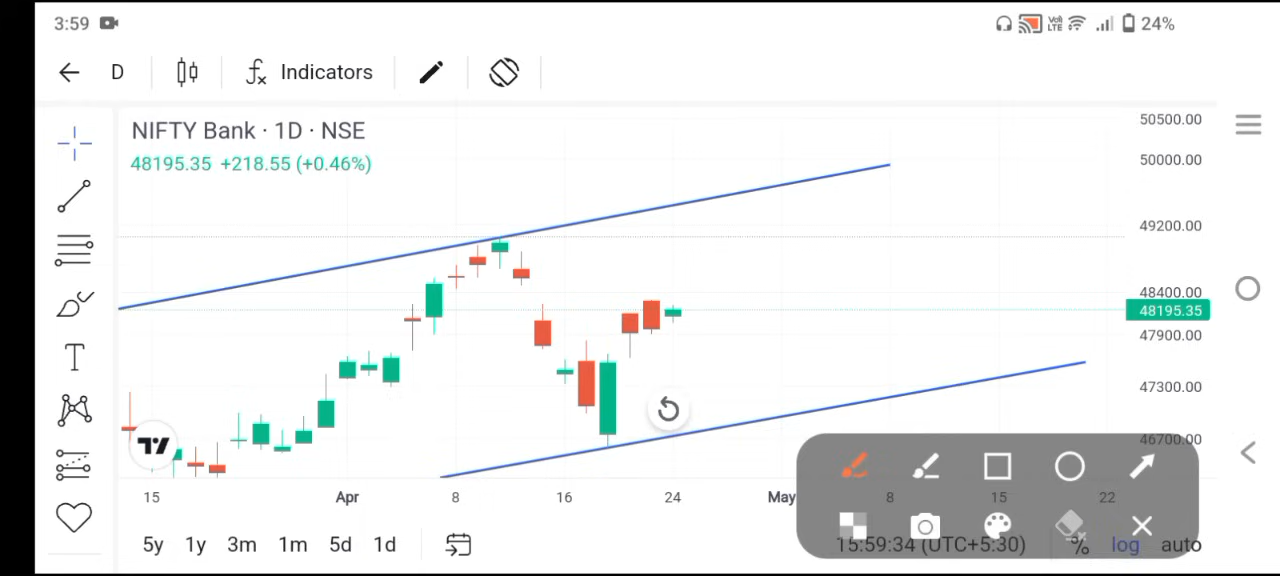 3:59 Vo) LTE 24%
D Indicators
NIFTY Bank · 1D · NSE
48195.35 +218.55 (+0.46%)
50500.00
50000.00
49200.00
48400.00
48195.35
47900.00
47300.00
46700.00
T
15 Apr 8 16 24 May 8 15 22
5y 1y 3m 1m 5d 1d 15:59:34 (UTC+5:30) % log auto